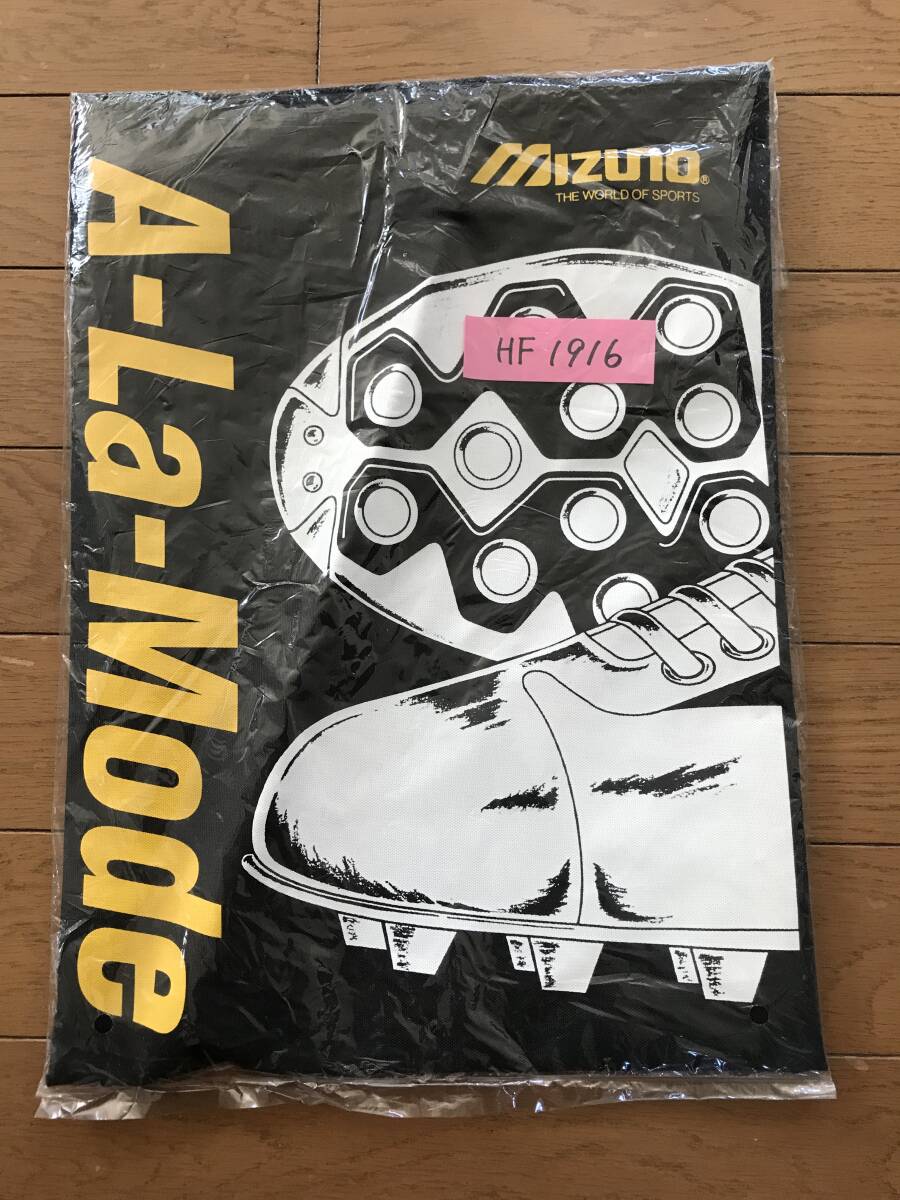 MIZUNO®
THE WORLD OF SPORTS
HF 1916
A-La-Mode